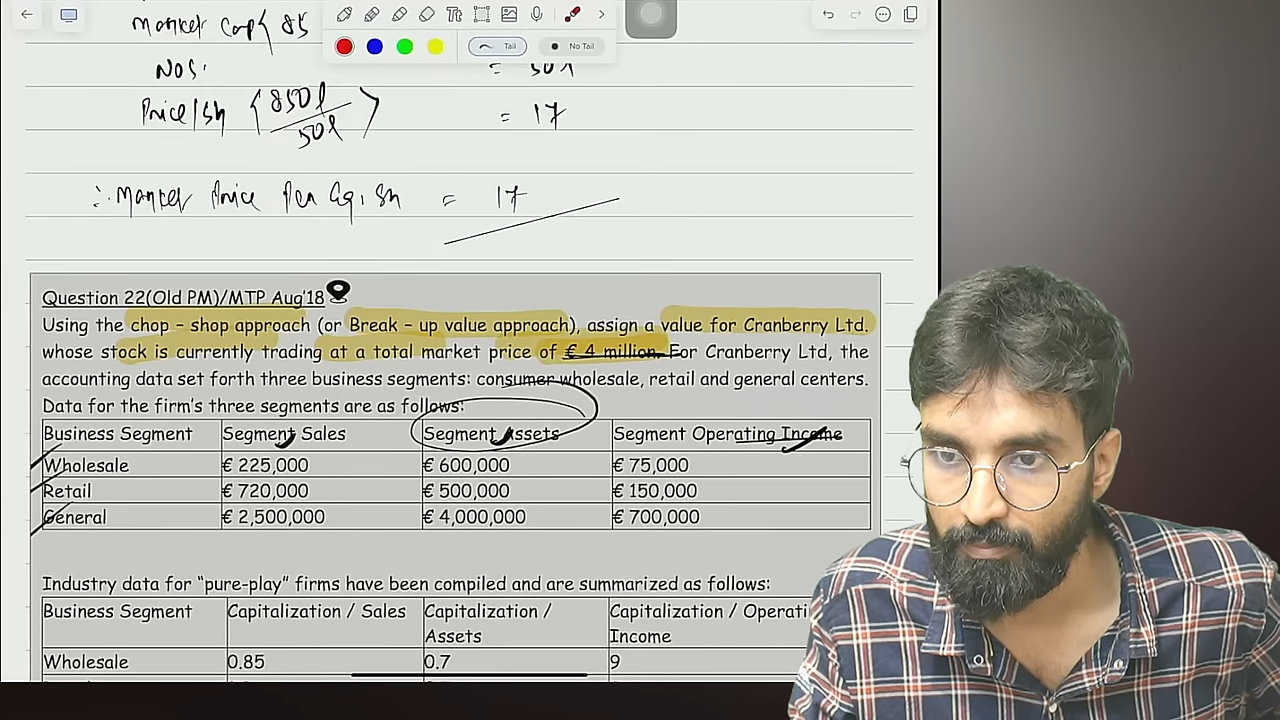 Market Cap { 85
Tt
Tail
No Tail
NOS. = 50l
Price/Sh { 850l / 50l } = 17
∴ Market Price Per Eq. Sh = 17
Question 22(Old PM)/MTP Aug'18
Using the chop – shop approach (or Break – up value approach), assign a value for Cranberry Ltd.
whose stock is currently trading at a total market price of € 4 million. For Cranberry Ltd, the
accounting data set forth three business segments: consumer wholesale, retail and general centers.
Data for the firm's three segments are as follows:
Business Segment Segment Sales Segment Assets Segment Operating Income
Wholesale € 225,000 € 600,000 € 75,000
Retail € 720,000 € 500,000 € 150,000
General € 2,500,000 € 4,000,000 € 700,000
Industry data for "pure-play" firms have been compiled and are summarized as follows:
Business Segment Capitalization / Sales Capitalization / Assets Capitalization / Operati
Income
Wholesale 0.85 0.7 9